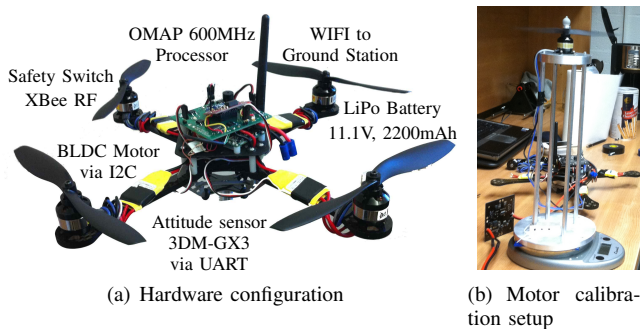 OMAP 600MHz
Processor
WIFI to
Ground Station
Safety Switch
XBee RF
LiPo Battery
11.1V, 2200mAh
BLDC Motor
via I2C
Attitude sensor
3DM-GX3
via UART
(a) Hardware configuration
(b) Motor calibra-
tion setup